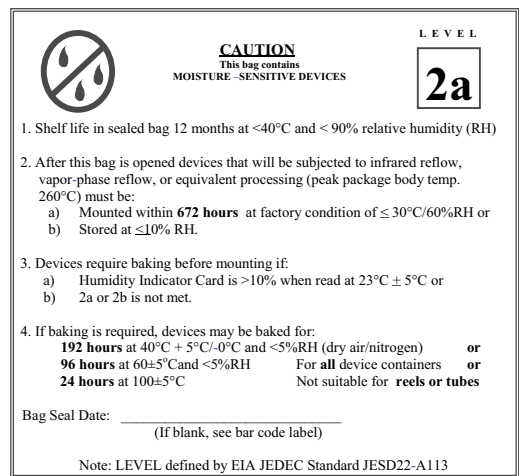 LEVEL
CAUTION
This bag contains
MOISTURE –SENSITIVE DEVICES
2a
1. Shelf life in sealed bag 12 months at <40°C and < 90% relative humidity (RH)
2. After this bag is opened devices that will be subjected to infrared reflow,
vapor-phase reflow, or equivalent processing (peak package body temp.
260°C) must be:
a) Mounted within 672 hours at factory condition of ≤ 30°C/60%RH or
b) Stored at ≤10% RH.
3. Devices require baking before mounting if:
a) Humidity Indicator Card is >10% when read at 23°C ± 5°C or
b) 2a or 2b is not met.
4. If baking is required, devices may be baked for:
192 hours at 40°C + 5°C/-0°C and <5%RH (dry air/nitrogen) or
96 hours at 60±5°Cand <5%RH For all device containers or
24 hours at 100±5°C Not suitable for reels or tubes
Bag Seal Date: ______________________________
(If blank, see bar code label)
Note: LEVEL defined by EIA JEDEC Standard JESD22-A113